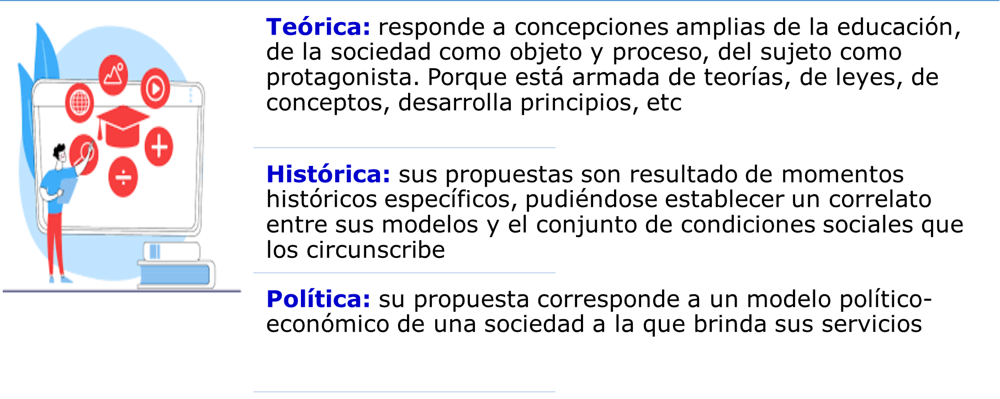 Teórica: responde a concepciones amplias de la educación,
de la sociedad como objeto y proceso, del sujeto como
protagonista. Porque está armada de teorías, de leyes, de
conceptos, desarrolla principios, etc
Histórica: sus propuestas son resultado de momentos
históricos específicos, pudiéndose establecer un correlato
entre sus modelos y el conjunto de condiciones sociales que
los circunscribe
Política: su propuesta corresponde a un modelo político-
económico de una sociedad a la que brinda sus servicios